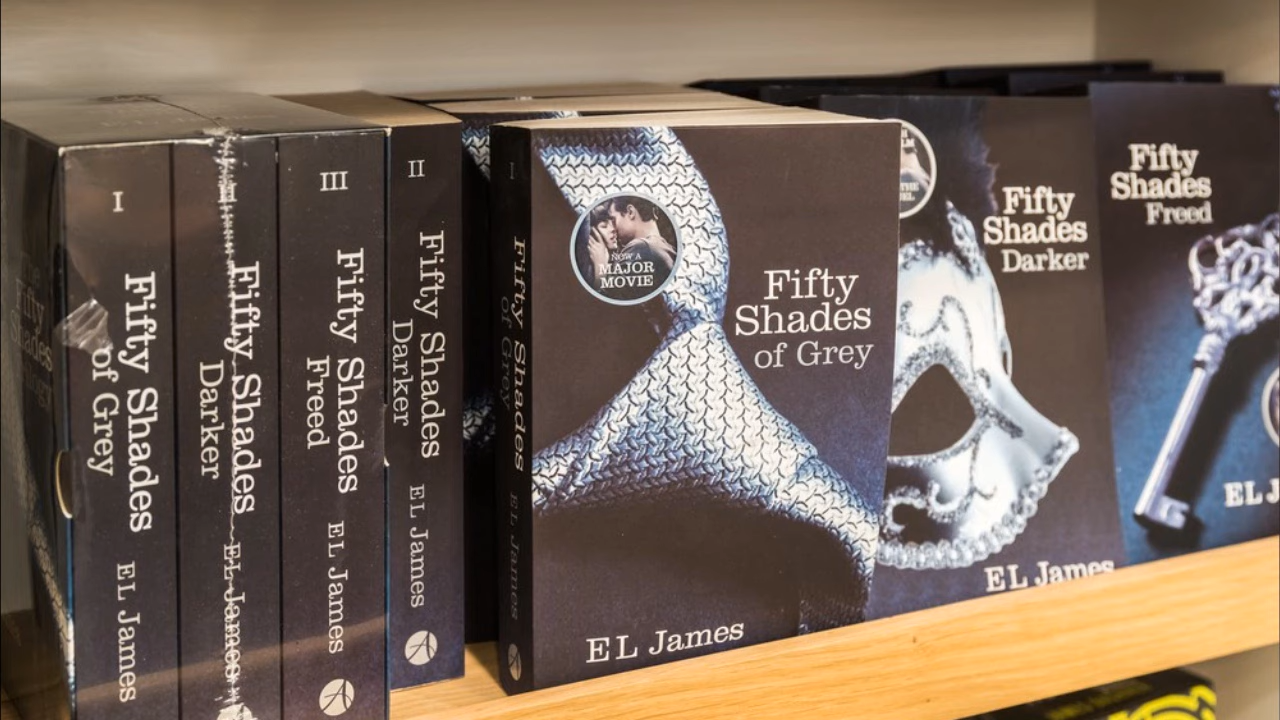 I
Fifty Shades
of Grey
EL James
Fifty Shades
Darker
EL James
III
Fifty Shades
Freed
EL James
II
Fifty Shades
Darker
EL James
I
Fifty Shades
of Grey
EL James
NOW A
MAJOR
MOVIE
Fifty
Shades
of Grey
EL James
Fifty
Shades
Darker
EL James
Fifty
Shades
Freed
EL J